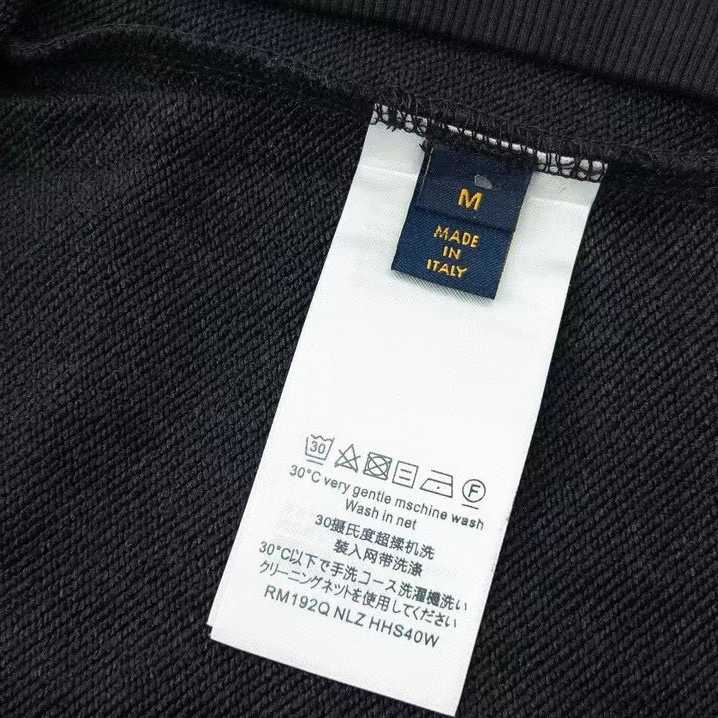 M
MADE
IN
ITALY
30
F
30°C very gentle mschine wash
Wash in net
30摄氏度超揉机洗
装入网带洗涤
30°C以下で手洗コース洗濯機洗い
クリーニングネットを使用してください
RM192Q NLZ HHS40W